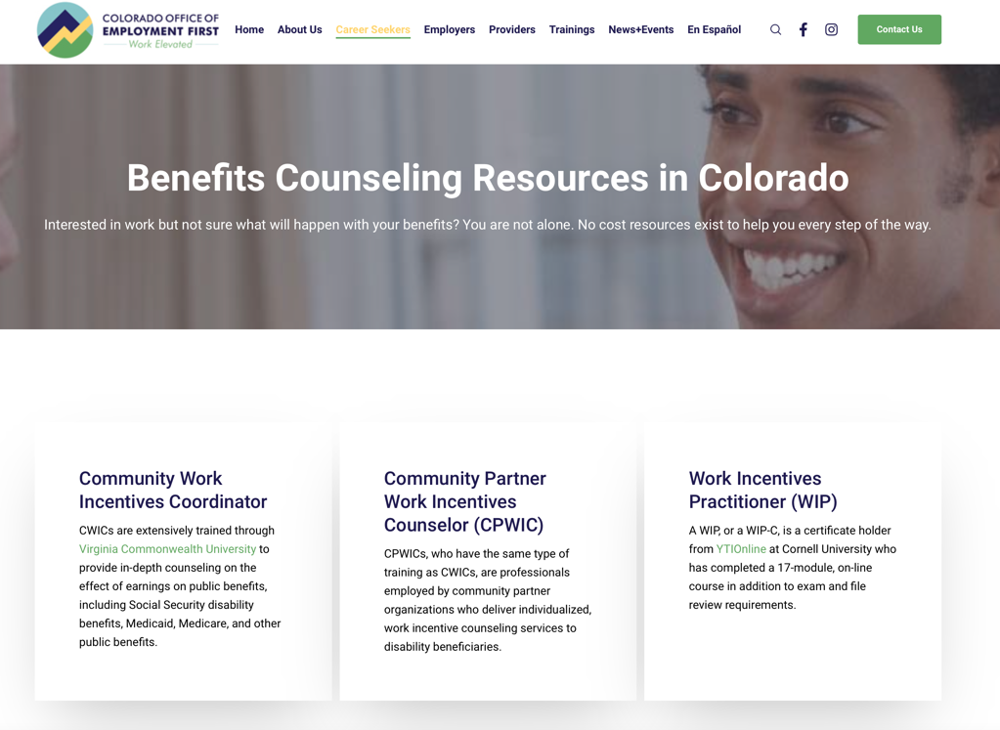 COLORADO OFFICE OF
EMPLOYMENT FIRST
Work Elevated
Home About Us Career Seekers Employers Providers Trainings News+Events En Español Contact Us
Benefits Counseling Resources in Colorado
Interested in work but not sure what will happen with your benefits? You are not alone. No cost resources exist to help you every step of the way.
Community Work
Incentives Coordinator
CWICs are extensively trained through
Virginia Commonwealth University to
provide in-depth counseling on the
effect of earnings on public benefits,
including Social Security disability
benefits, Medicaid, Medicare, and other
public benefits.
Community Partner
Work Incentives
Counselor (CPWIC)
CPWICs, who have the same type of
training as CWICs, are professionals
employed by community partner
organizations who deliver individualized,
work incentive counseling services to
disability beneficiaries.
Work Incentives
Practitioner (WIP)
A WIP, or a WIP-C, is a certificate holder
from YTIOnline at Cornell University who
has completed a 17-module, on-line
course in addition to exam and file
review requirements.